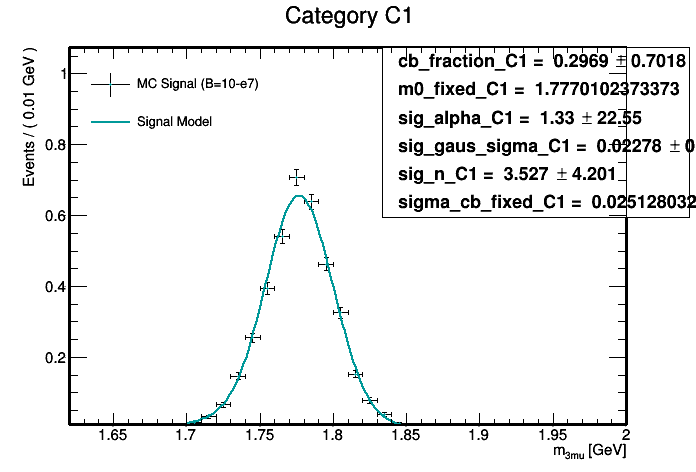 Category C1
Events / ( 0.01 GeV )
MC Signal (B=10-e7)
Signal Model
cb_fraction_C1 = 0.2969 ± 0.7018
m0_fixed_C1 = 1.7770102373373
sig_alpha_C1 = 1.33 ± 22.55
sig_gaus_sigma_C1 = 0.02278 ± 0
sig_n_C1 = 3.527 ± 4.201
sigma_cb_fixed_C1 = 0.025128032
1
0.8
0.6
0.4
0.2
1.65 1.7 1.75 1.8 1.85 1.9 1.95 2
m3mu [GeV]